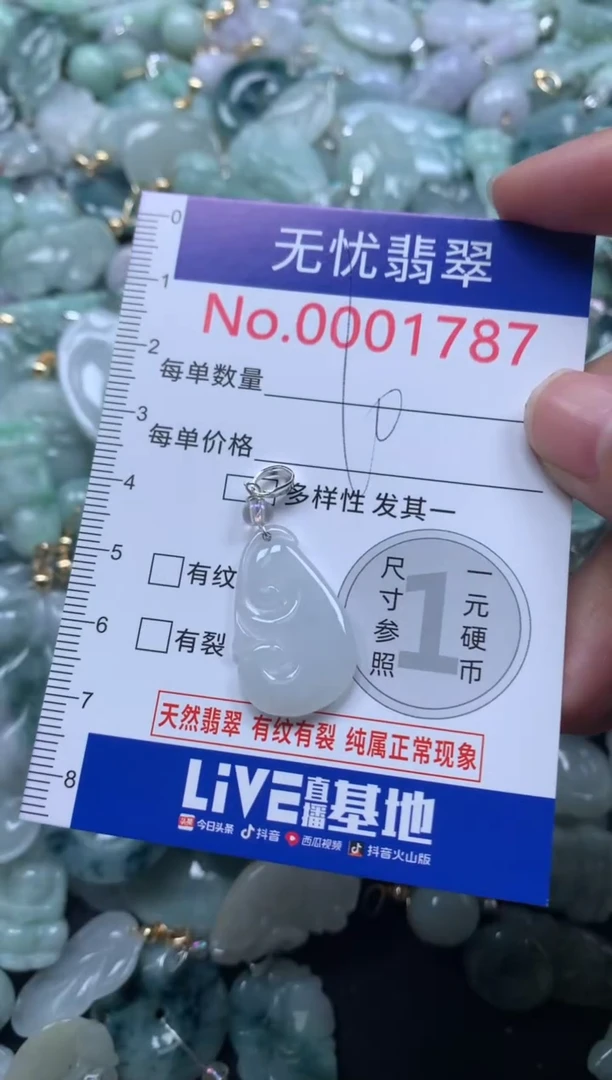 0
无忧翡翠
1
No.0001787
2
每单数量
3
每单价格
4
多样性 发其一
5
有纹
尺寸参照
1
一元硬币
6
有裂
7
天然翡翠 有纹有裂 纯属正常现象
8
LiVE直播基地
头条 今日头条 抖音 西瓜视频 抖音火山版